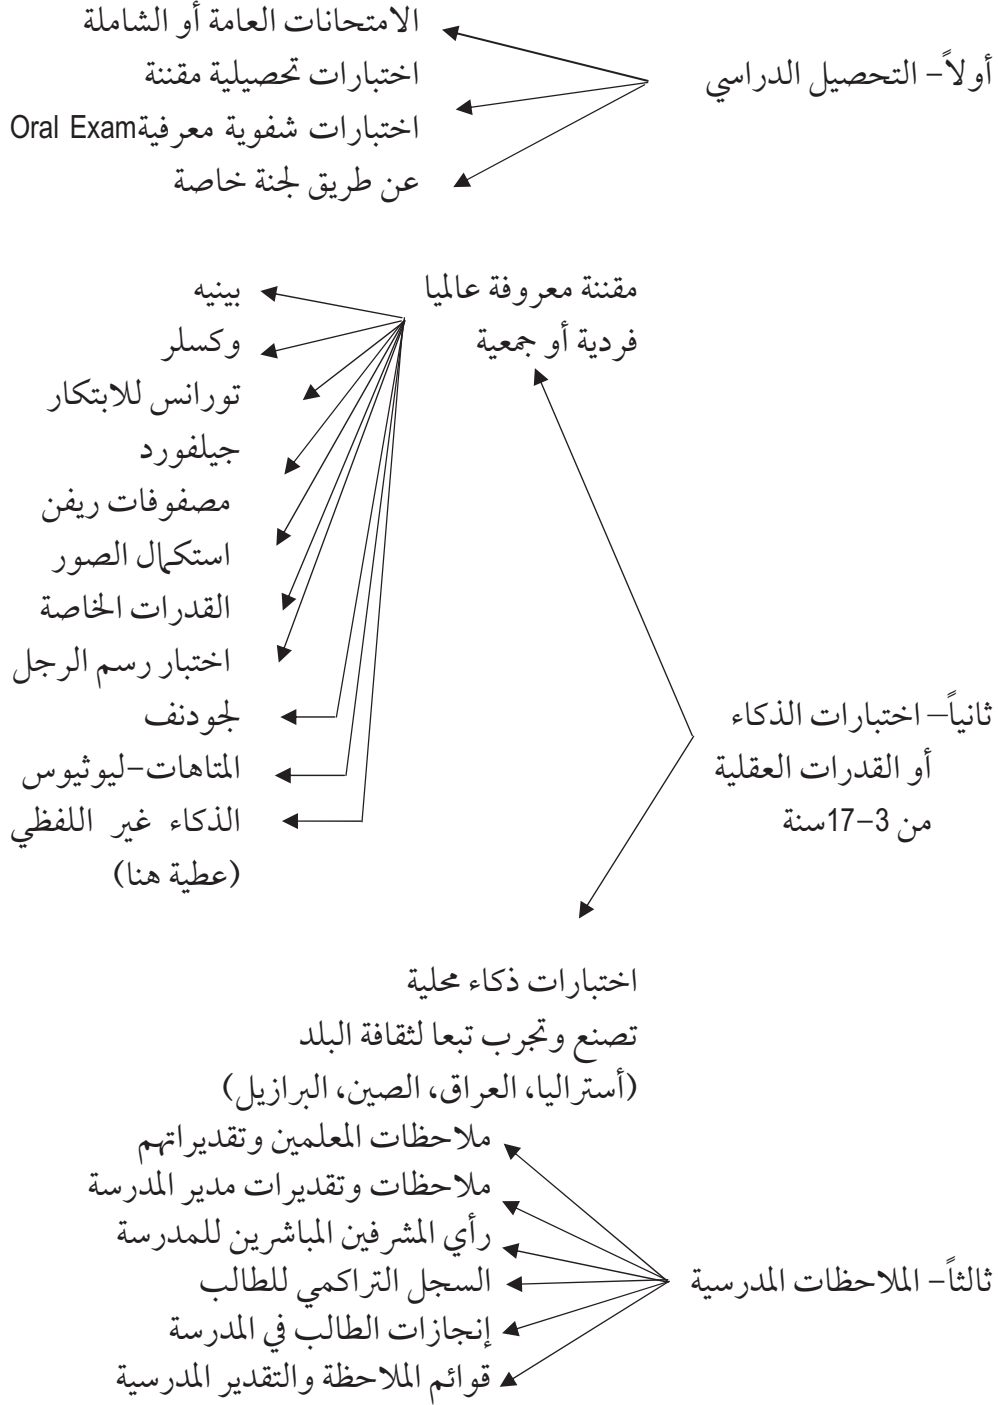 أولاً– التحصيل الدراسي
الامتحانات العامة أو الشاملة
اختبارات تحصيلية مقننة
اختبارات شفوية معرفيةOral Exam
عن طريق لجنة خاصة
ثانياً– اختبارات الذكاء
أو القدرات العقلية
من 3–17سنة
مقننة معروفة عالميا
فردية أو جمعية
بينيه
وكسلر
تورانس للابتكار
جيلفورد
مصفوفات ريفن
استكمال الصور
القدرات الخاصة
اختبار رسم الرجل
لجودنف
المتاهات–ليوثيوس
الذكاء غير اللفظي
(عطية هنا)
اختبارات ذكاء محلية
تصنع وتجرب تبعا لثقافة البلد
(أستراليا، العراق، الصين، البرازيل)
ثالثاً– الملاحظات المدرسية
ملاحظات المعلمين وتقديراتهم
ملاحظات وتقديرات مدير المدرسة
رأي المشرفين المباشرين للمدرسة
السجل التراكمي للطالب
إنجازات الطالب في المدرسة
قوائم الملاحظة والتقدير المدرسية